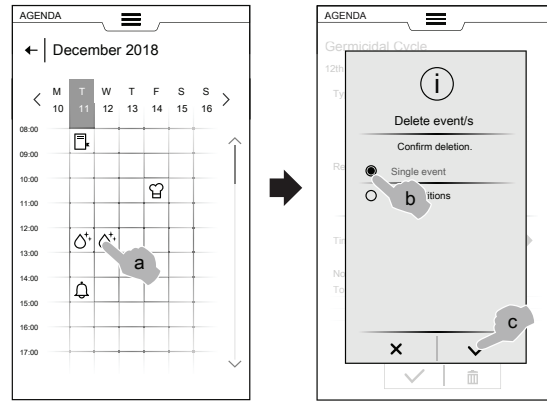 AGENDA
December 2018
M T W T F S S
10 11 12 13 14 15 16
08:00
09:00
10:00
11:00
12:00
13:00
14:00
15:00
16:00
17:00
a
AGENDA
Germicidal Cycle
12th
Delete event/s
Confirm deletion.
Single event
b
c